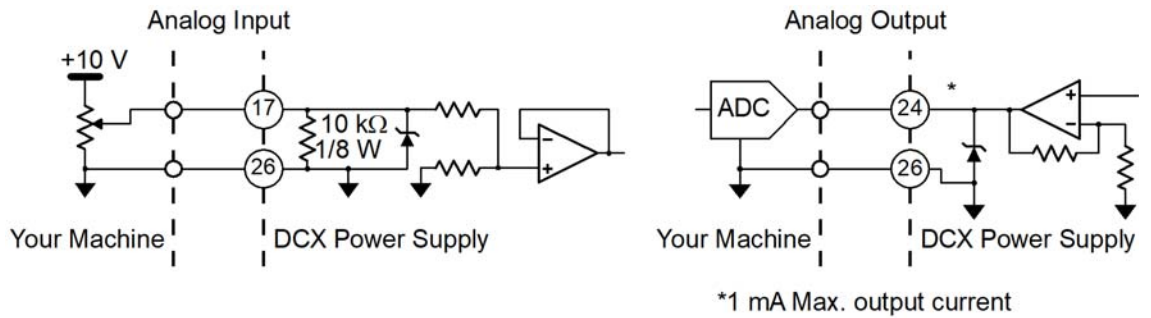 Analog Input
+10 V
17
10 kΩ
1/8 W
-
+
26
Your Machine
DCX Power Supply
Analog Output
ADC
24
*
+
-
26
Your Machine
DCX Power Supply
*1 mA Max. output current